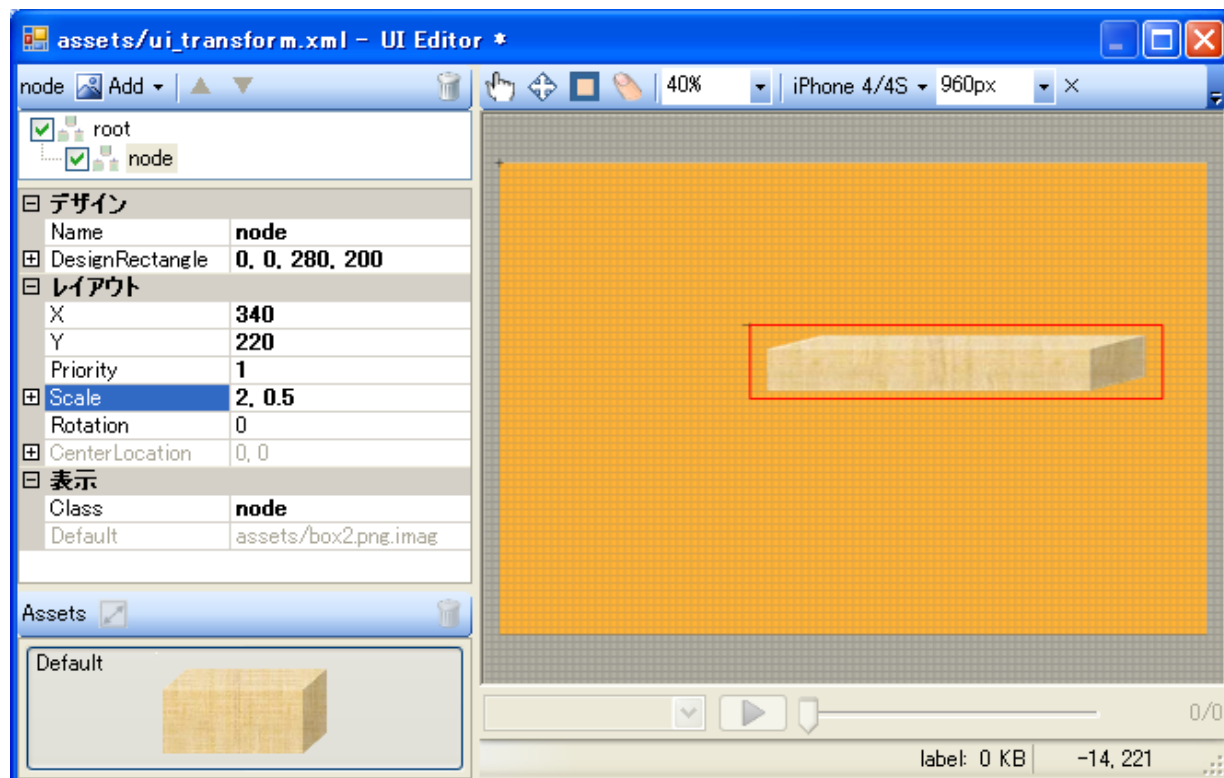 assets/ui_transform.xml - UI Editor *
node Add
40% iPhone 4/4S 960px
root
node
デザイン
Name node
DesignRectangle 0, 0, 280, 200
レイアウト
X 340
Y 220
Priority 1
Scale 2, 0.5
Rotation 0
CenterLocation 0, 0
表示
Class node
Default assets/box2.png.imag
Assets
Default
0/0
label: 0 KB -14, 221